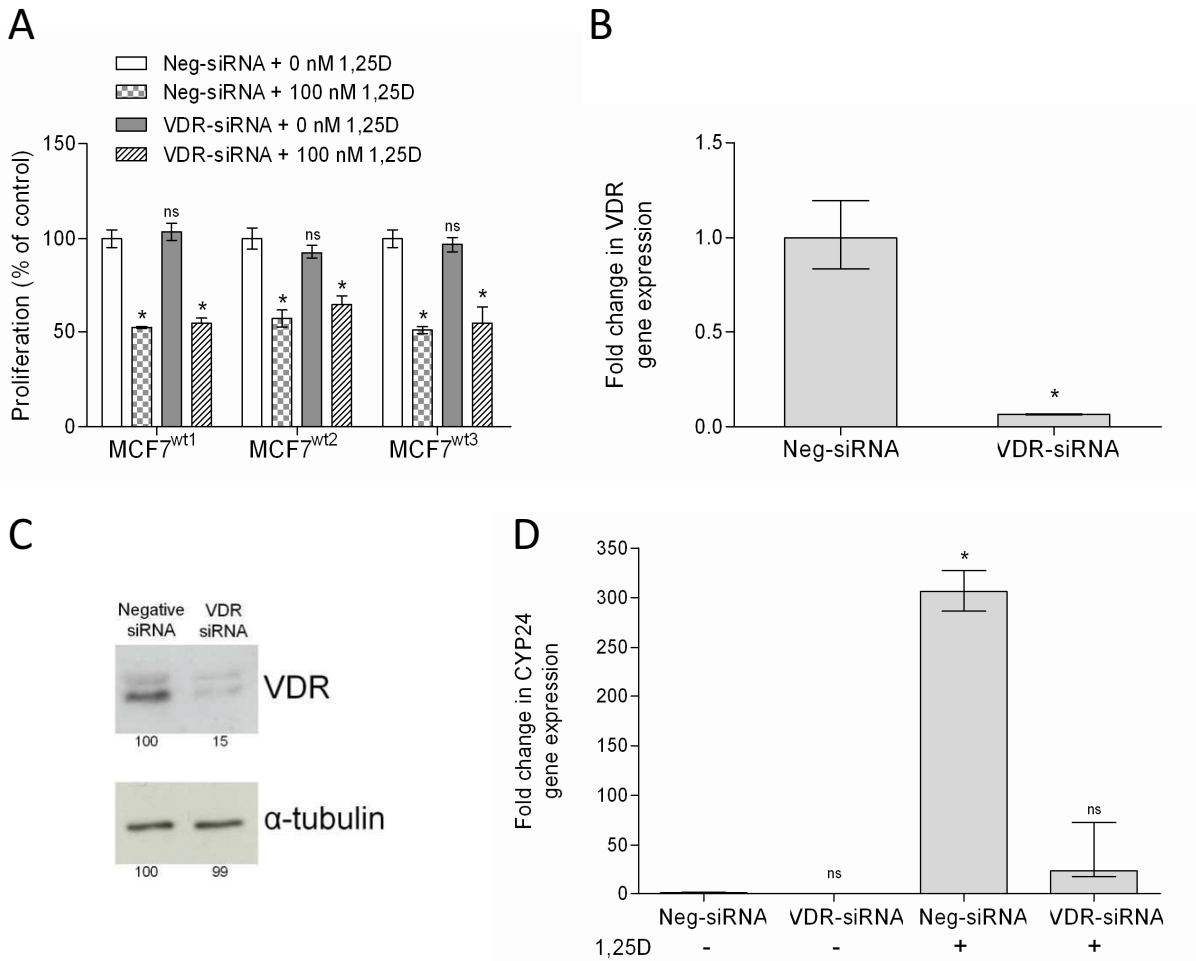 A
Neg-siRNA + 0 nM 1,25D
Neg-siRNA + 100 nM 1,25D
VDR-siRNA + 0 nM 1,25D
VDR-siRNA + 100 nM 1,25D
Proliferation (% of control)
150
100
50
0
ns
ns
ns
*
*
*
*
*
*
MCF7wt1
MCF7wt2
MCF7wt3
B
Fold change in VDR
gene expression
1.5
1.0
0.5
0.0
*
Neg-siRNA
VDR-siRNA
C
Negative
siRNA
VDR
siRNA
VDR
100
15
α-tubulin
100
99
D
Fold change in CYP24
gene expression
350
300
250
200
150
100
50
0
ns
*
ns
Neg-siRNA
VDR-siRNA
Neg-siRNA
VDR-siRNA
1,25D - - + +